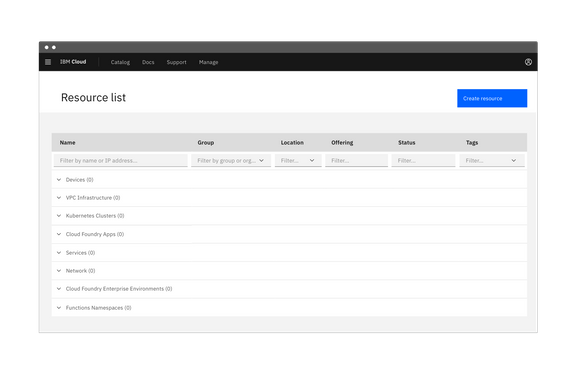 IBM Cloud Catalog Docs Support Manage
Resource list
Create resource
Name Group Location Offering Status Tags
Filter by name or IP address... Filter by group or org... Filter... Filter... Filter... Filter...
Devices (0)
VPC Infrastructure (0)
Kubernetes Clusters (0)
Cloud Foundry Apps (0)
Services (0)
Network (0)
Cloud Foundry Enterprise Environments (0)
Functions Namespaces (0)